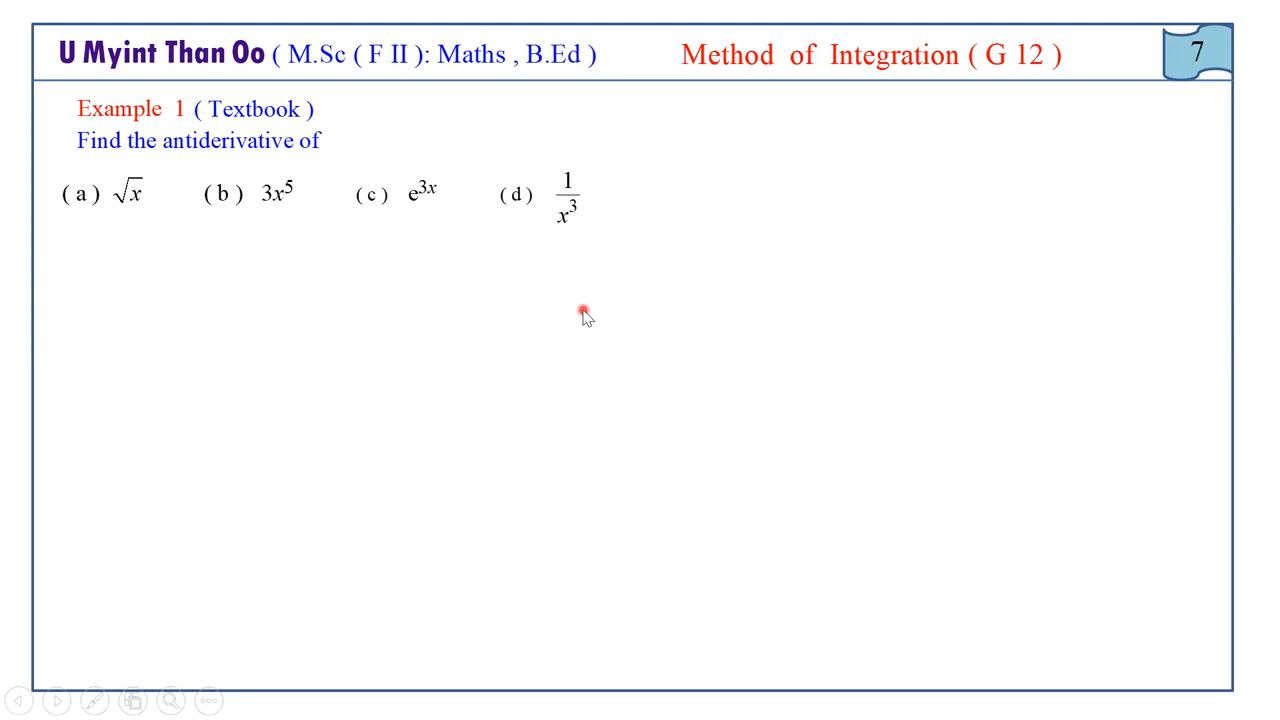 U Myint Than Oo ( M.Sc ( F II ): Maths , B.Ed ) Method of Integration ( G 12 ) 7
Example 1 ( Textbook )
Find the antiderivative of
( a ) √x ( b ) 3x⁵ ( c ) e³ˣ ( d ) 1/x³